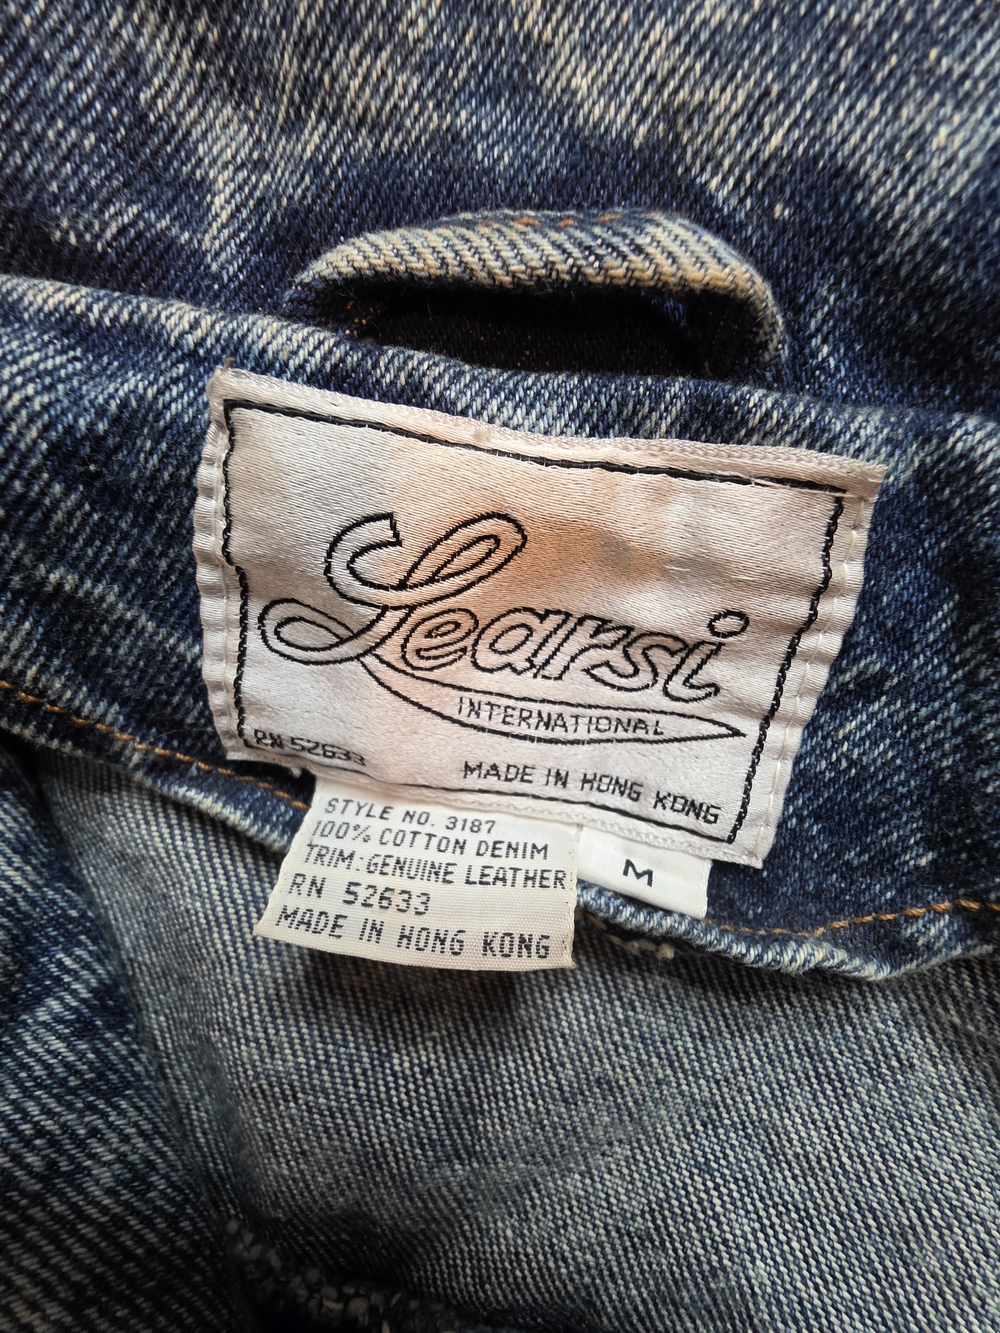 Learsi
INTERNATIONAL
RN 52633
MADE IN HONG KONG
STYLE NO. 3187
100% COTTON DENIM
TRIM: GENUINE LEATHER
RN 52633
MADE IN HONG KONG
M